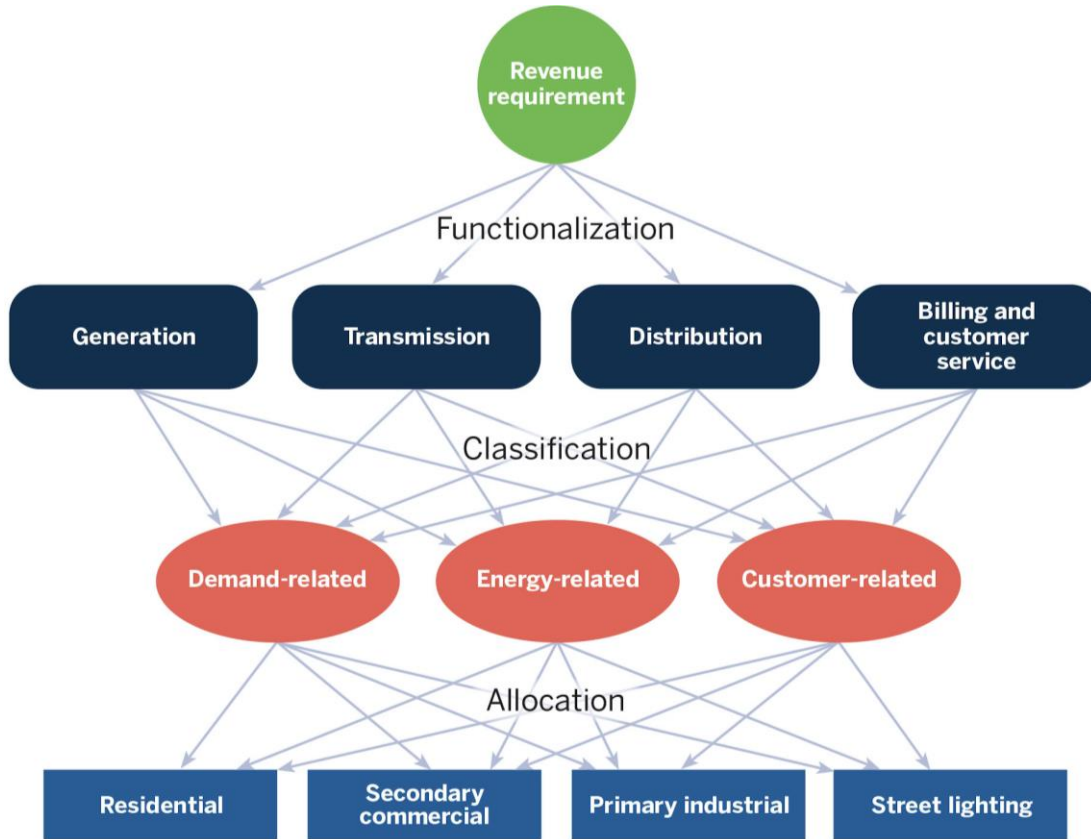 Revenue
requirement
Functionalization
Generation
Transmission
Distribution
Billing and
customer
service
Classification
Demand-related
Energy-related
Customer-related
Allocation
Residential
Secondary
commercial
Primary industrial
Street lighting